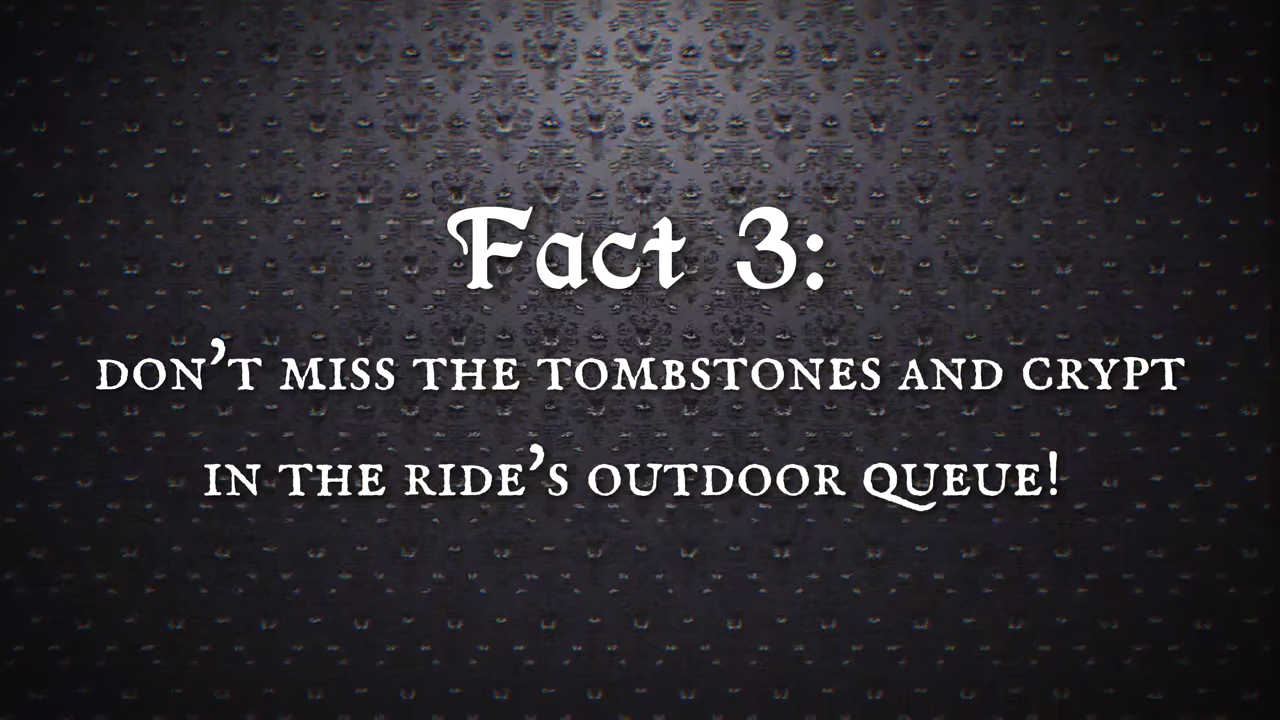 Fact 3:
DON'T MISS THE TOMBSTONES AND CRYPT
IN THE RIDE'S OUTDOOR QUEUE!